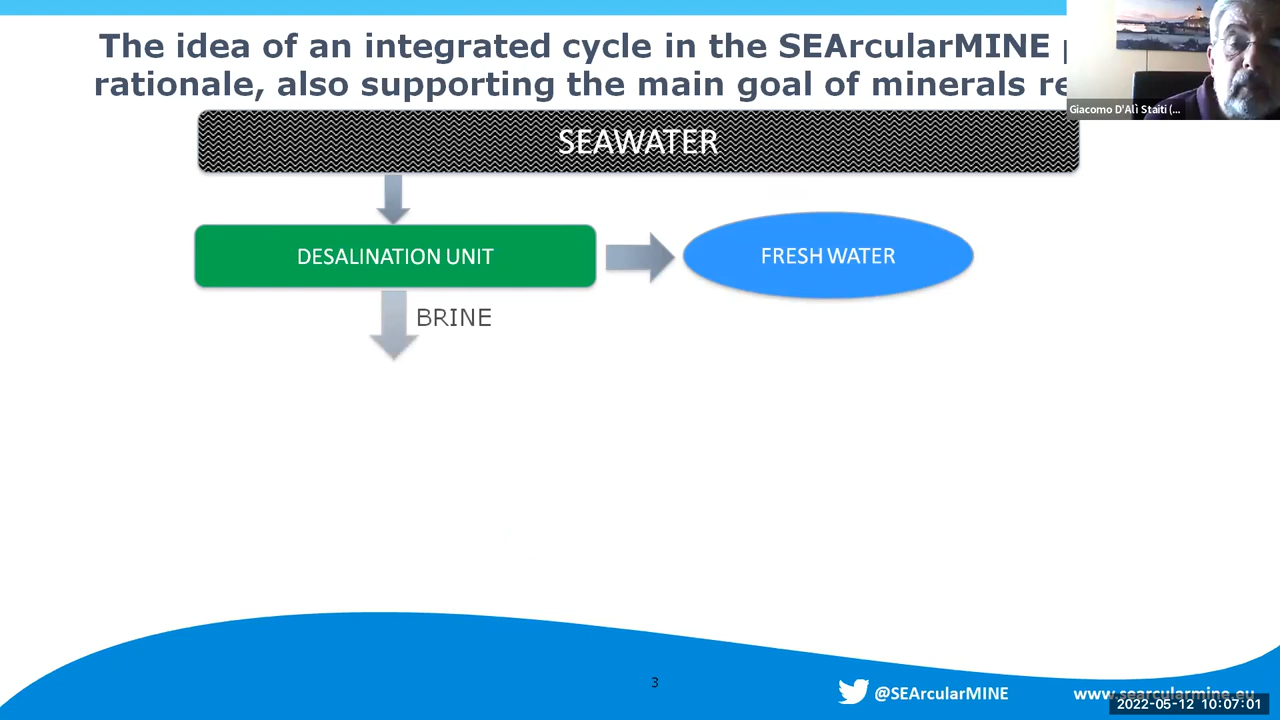 The idea of an integrated cycle in the SEArcularMINE
rationale, also supporting the main goal of minerals
Giacomo D'Alì Staiti (...
SEAWATER
DESALINATION UNIT
FRESH WATER
BRINE
3
@SEArcularMINE
www.searcularmine.eu
2022-05-12 10:07:01